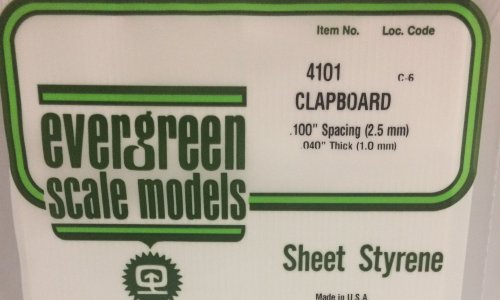 Item No. Loc. Code
4101 C-6
CLAPBOARD
.100" Spacing (2.5 mm)
.040" Thick (1.0 mm)
evergreen
scale models
Sheet Styrene
Made in U.S.A